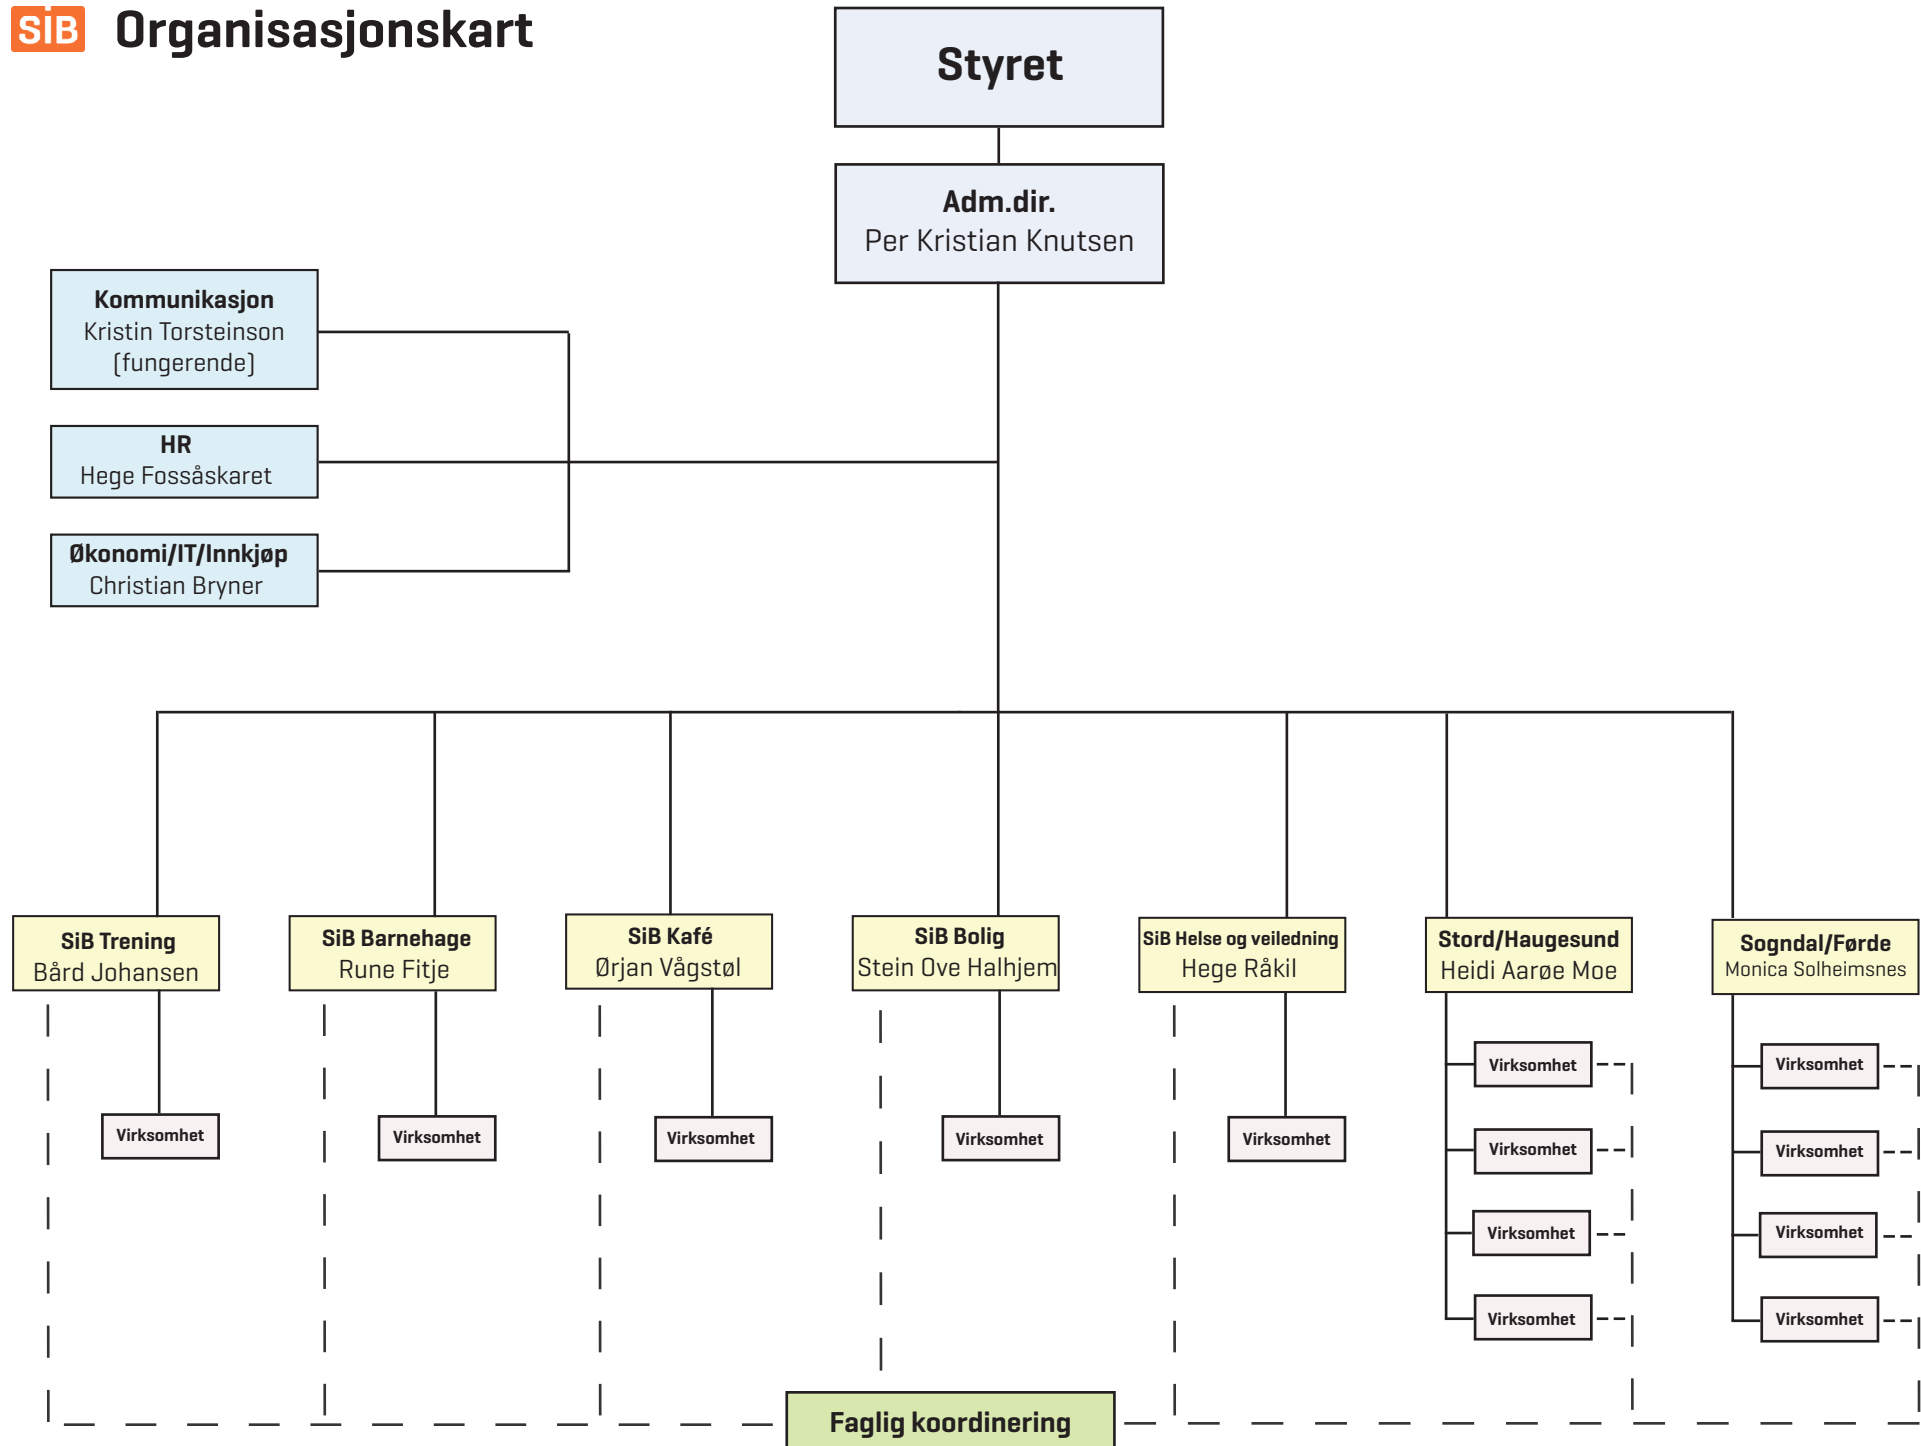 SiB Organisasjonskart
Styret
Adm.dir.
Per Kristian Knutsen
Kommunikasjon
Kristin Torsteinson
(fungerende)
HR
Hege Fossåskaret
Økonomi/IT/Innkjøp
Christian Bryner
SiB Trening
Bård Johansen
SiB Barnehage
Rune Fitje
SiB Kafé
Ørjan Vågstøl
SiB Bolig
Stein Ove Halhjem
SiB Helse og veiledning
Hege Råkil
Stord/Haugesund
Heidi Aarøe Moe
Sogndal/Førde
Monica Solheimsnes
Virksomhet
Virksomhet
Virksomhet
Virksomhet
Virksomhet
Virksomhet
Virksomhet
Virksomhet
Virksomhet
Virksomhet
Virksomhet
Virksomhet
Virksomhet
Faglig koordinering